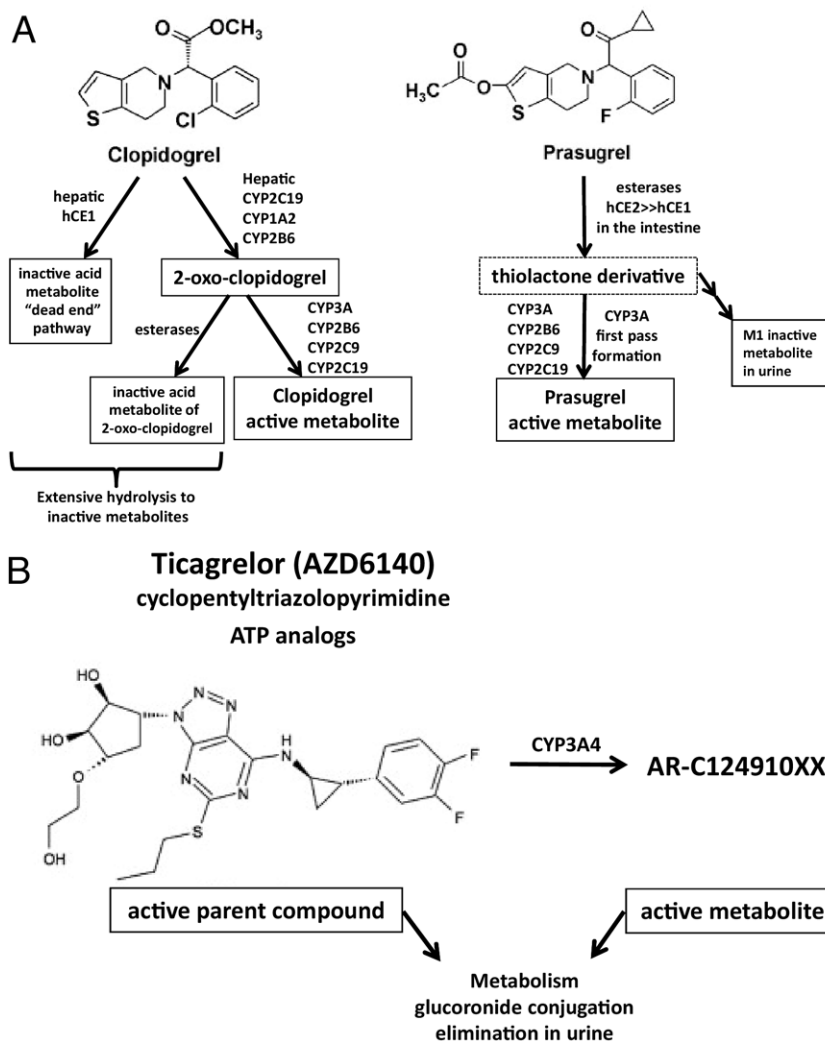 A
O
OCH3
N
S
Cl
Clopidogrel
hepatic
hCE1
Hepatic
CYP2C19
CYP1A2
CYP2B6
inactive acid
metabolite
“dead end”
pathway
2-oxo-clopidogrel
esterases
CYP3A
CYP2B6
CYP2C9
CYP2C19
inactive acid
metabolite of
2-oxo-clopidogrel
Clopidogrel
active metabolite
Extensive hydrolysis to
inactive metabolites
O
O
H3C
O
S
N
F
Prasugrel
esterases
hCE2>>hCE1
in the intestine
thiolactone derivative
CYP3A
CYP2B6
CYP2C9
CYP2C19
CYP3A
first pass
formation
M1 inactive
metabolite
in urine
Prasugrel
active metabolite
B
Ticagrelor (AZD6140)
cyclopentyltriazolopyrimidine
ATP analogs
HO
HO
O
OH
N
N
N
N
N
S
H
N
F
F
CYP3A4
AR-C124910XX
active parent compound
active metabolite
Metabolism
glucoronide conjugation
elimination in urine